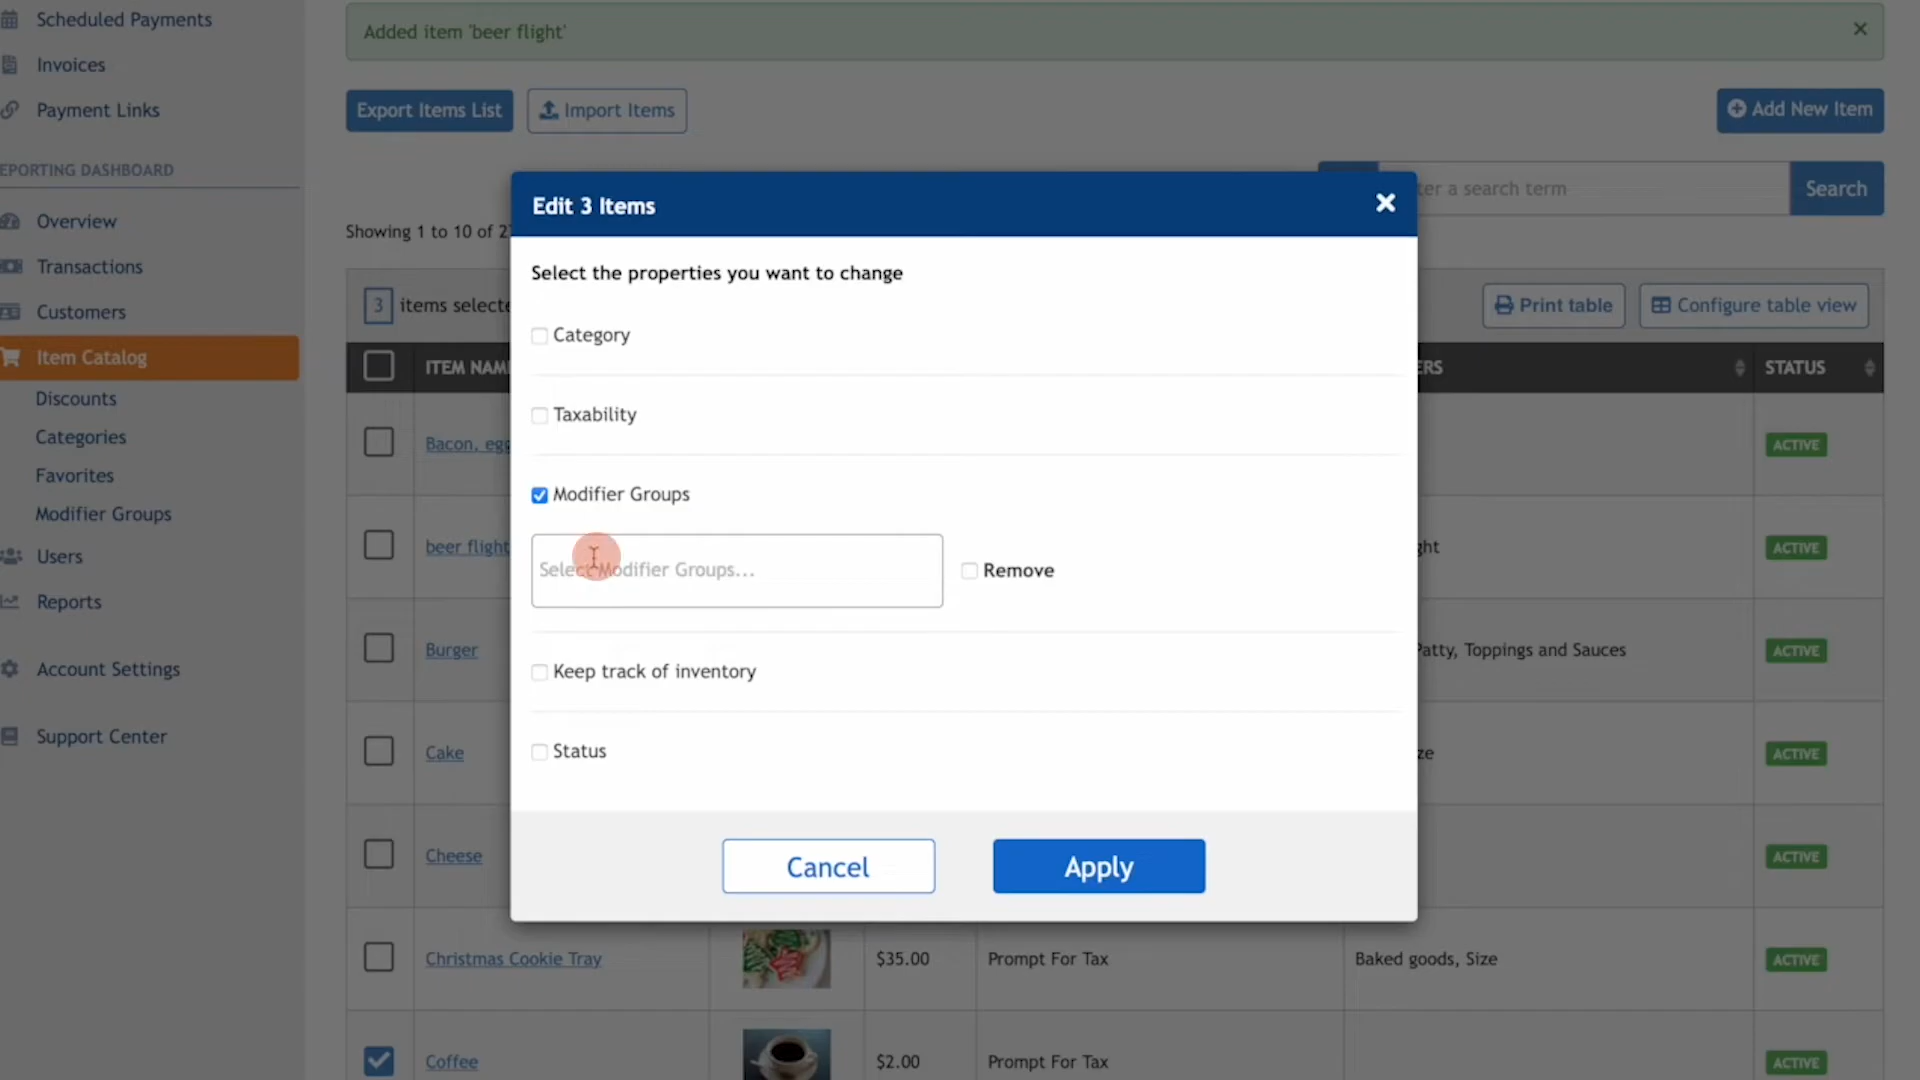 Scheduled Payments
Invoices
Payment Links
EPORTING DASHBOARD
Overview
Transactions
Customers
Item Catalog
Discounts
Categories
Favorites
Modifier Groups
Users
Reports
Account Settings
Support Center
Added item 'beer flight'
Export Items List
Import Items
Add New Item
ter a search term
Search
Showing 1 to 10 of 2
3 items selecte
Print table
Configure table view
ITEM NAM
ERS
STATUS
Bacon, egg
ACTIVE
beer flight
ght
ACTIVE
Burger
Patty, Toppings and Sauces
ACTIVE
Cake
ze
ACTIVE
Cheese
ACTIVE
Christmas Cookie Tray
$35.00
Prompt For Tax
Baked goods, Size
ACTIVE
Coffee
$2.00
Prompt For Tax
ACTIVE
Edit 3 Items
Select the properties you want to change
Category
Taxability
Modifier Groups
Select Modifier Groups...
Remove
Keep track of inventory
Status
Cancel
Apply